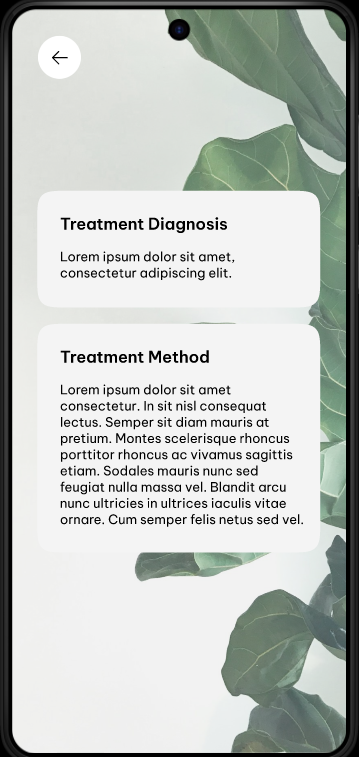 Treatment Diagnosis
Lorem ipsum dolor sit amet,
consectetur adipiscing elit.
Treatment Method
Lorem ipsum dolor sit amet
consectetur. In sit nisl consequat
lectus. Semper sit diam mauris at
pretium. Montes scelerisque rhoncus
porttitor rhoncus ac vivamus sagittis
etiam. Sodales mauris nunc sed
feugiat nulla massa vel. Blandit arcu
nunc ultricies in ultrices iaculis vitae
ornare. Cum semper felis netus sed vel.